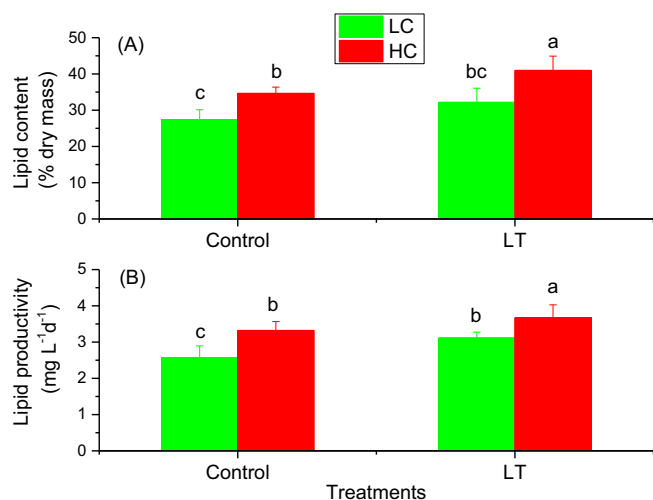 LC
HC
(A)
Lipid content
(% dry mass)
50
40
30
20
10
0
c
b
bc
a
Control
LT
(B)
Lipid productivity
(mg L⁻¹d⁻¹)
5
4
3
2
1
0
c
b
b
a
Control
LT
Treatments